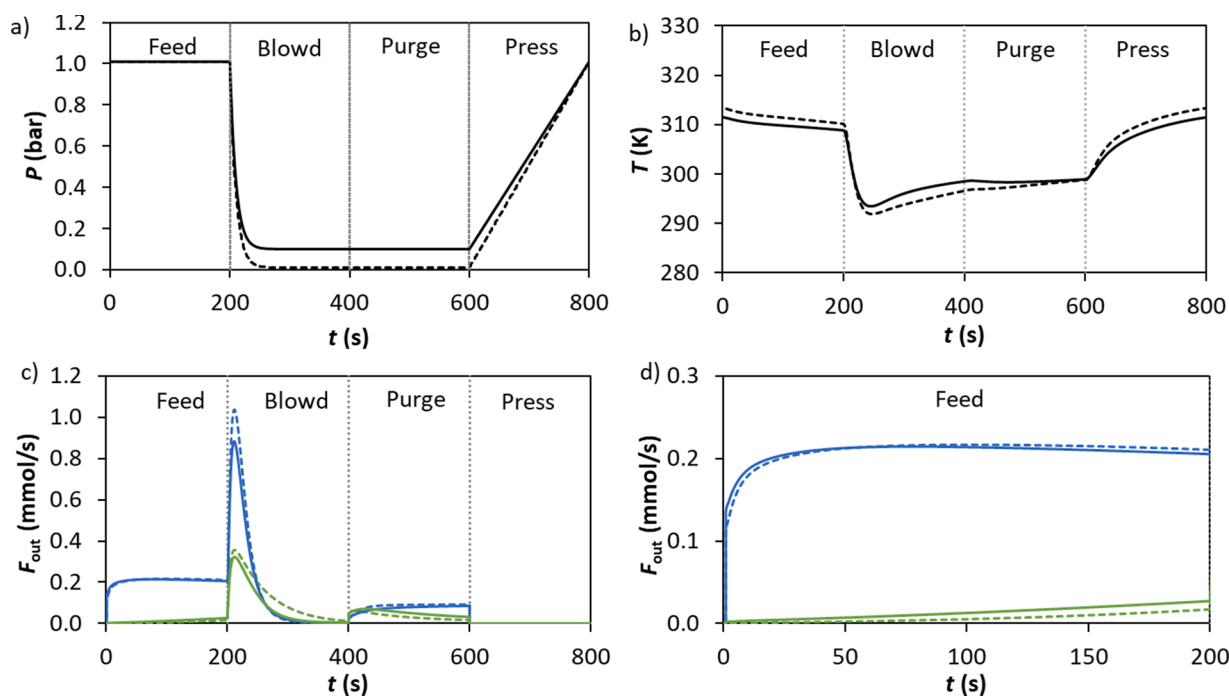 a)
1.2
1.0
0.8
0.6
0.4
0.2
0.0
P (bar)
Feed Blowd Purge Press
0 200 400 600 800
t (s)
b)
330
320
310
300
290
280
T (K)
Feed Blowd Purge Press
0 200 400 600 800
t (s)
c)
1.2
1.0
0.8
0.6
0.4
0.2
0.0
Fout (mmol/s)
Feed Blowd Purge Press
0 200 400 600 800
t (s)
d)
0.3
0.2
0.1
0.0
Fout (mmol/s)
Feed
0 50 100 150 200
t (s)